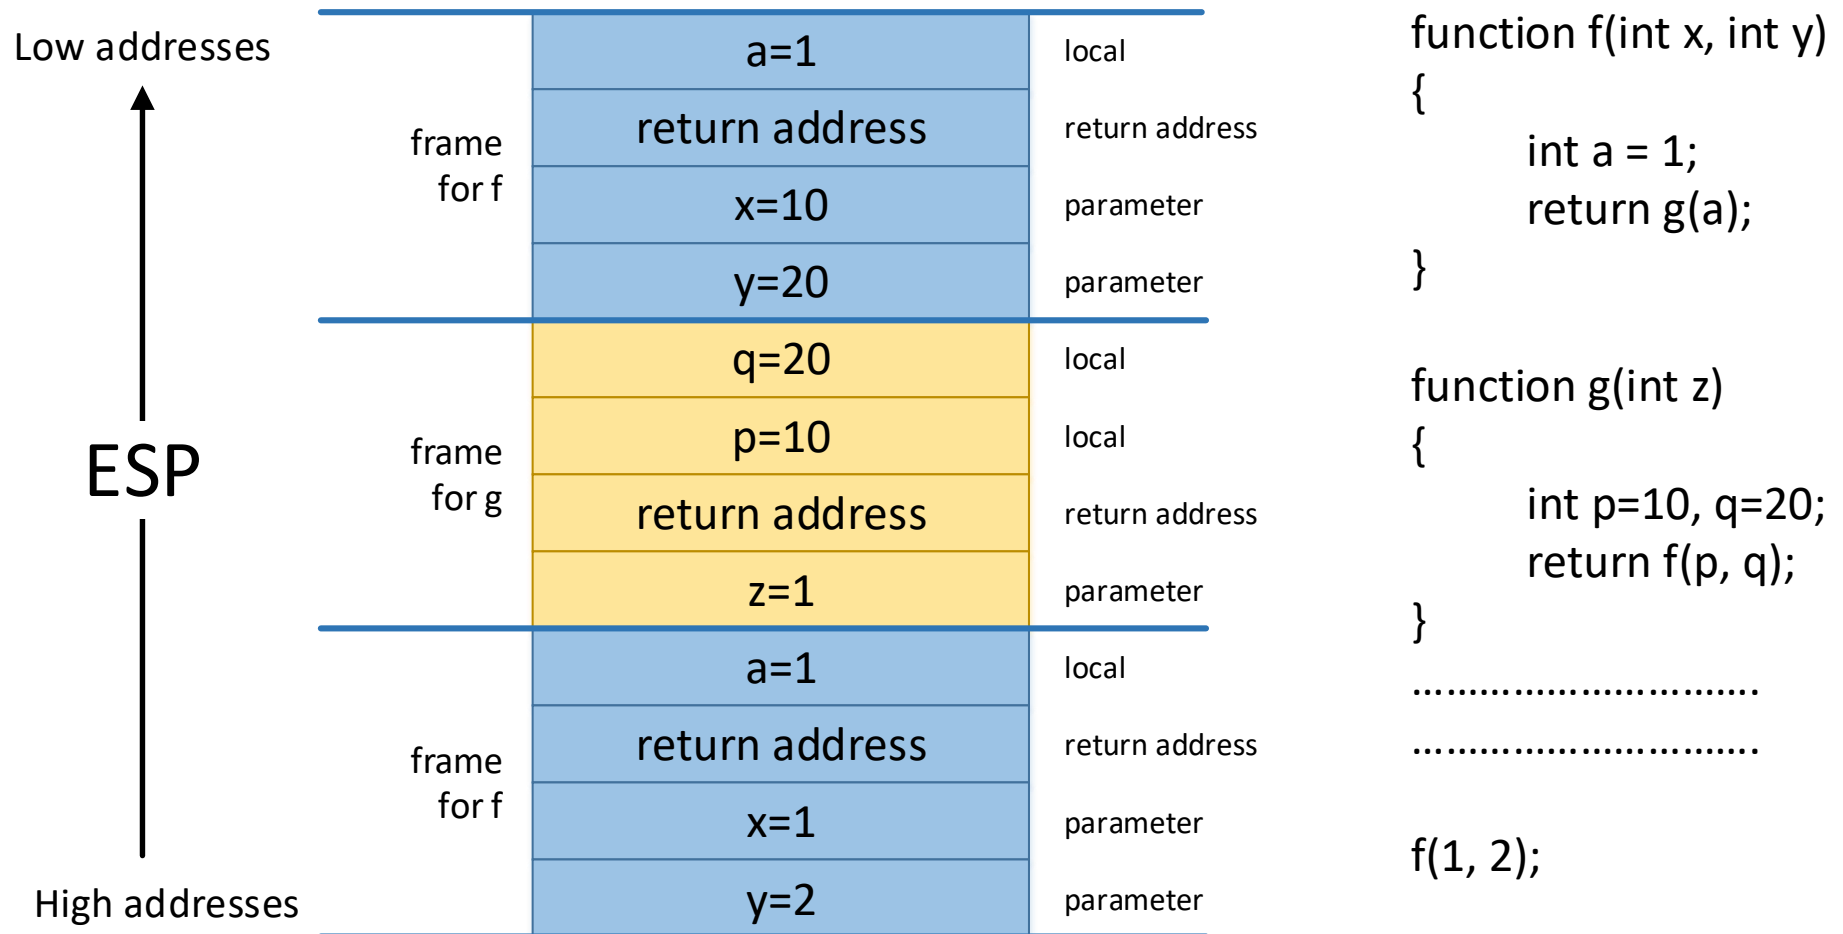 Low addresses
ESP
High addresses
frame
for f
frame
for g
frame
for f
a=1
local
return address
return address
x=10
parameter
y=20
parameter
q=20
local
p=10
local
return address
return address
z=1
parameter
a=1
local
return address
return address
x=1
parameter
y=2
parameter
function f(int x, int y)
{
int a = 1;
return g(a);
}
function g(int z)
{
int p=10, q=20;
return f(p, q);
}
……………………………
……………………………
f(1, 2);